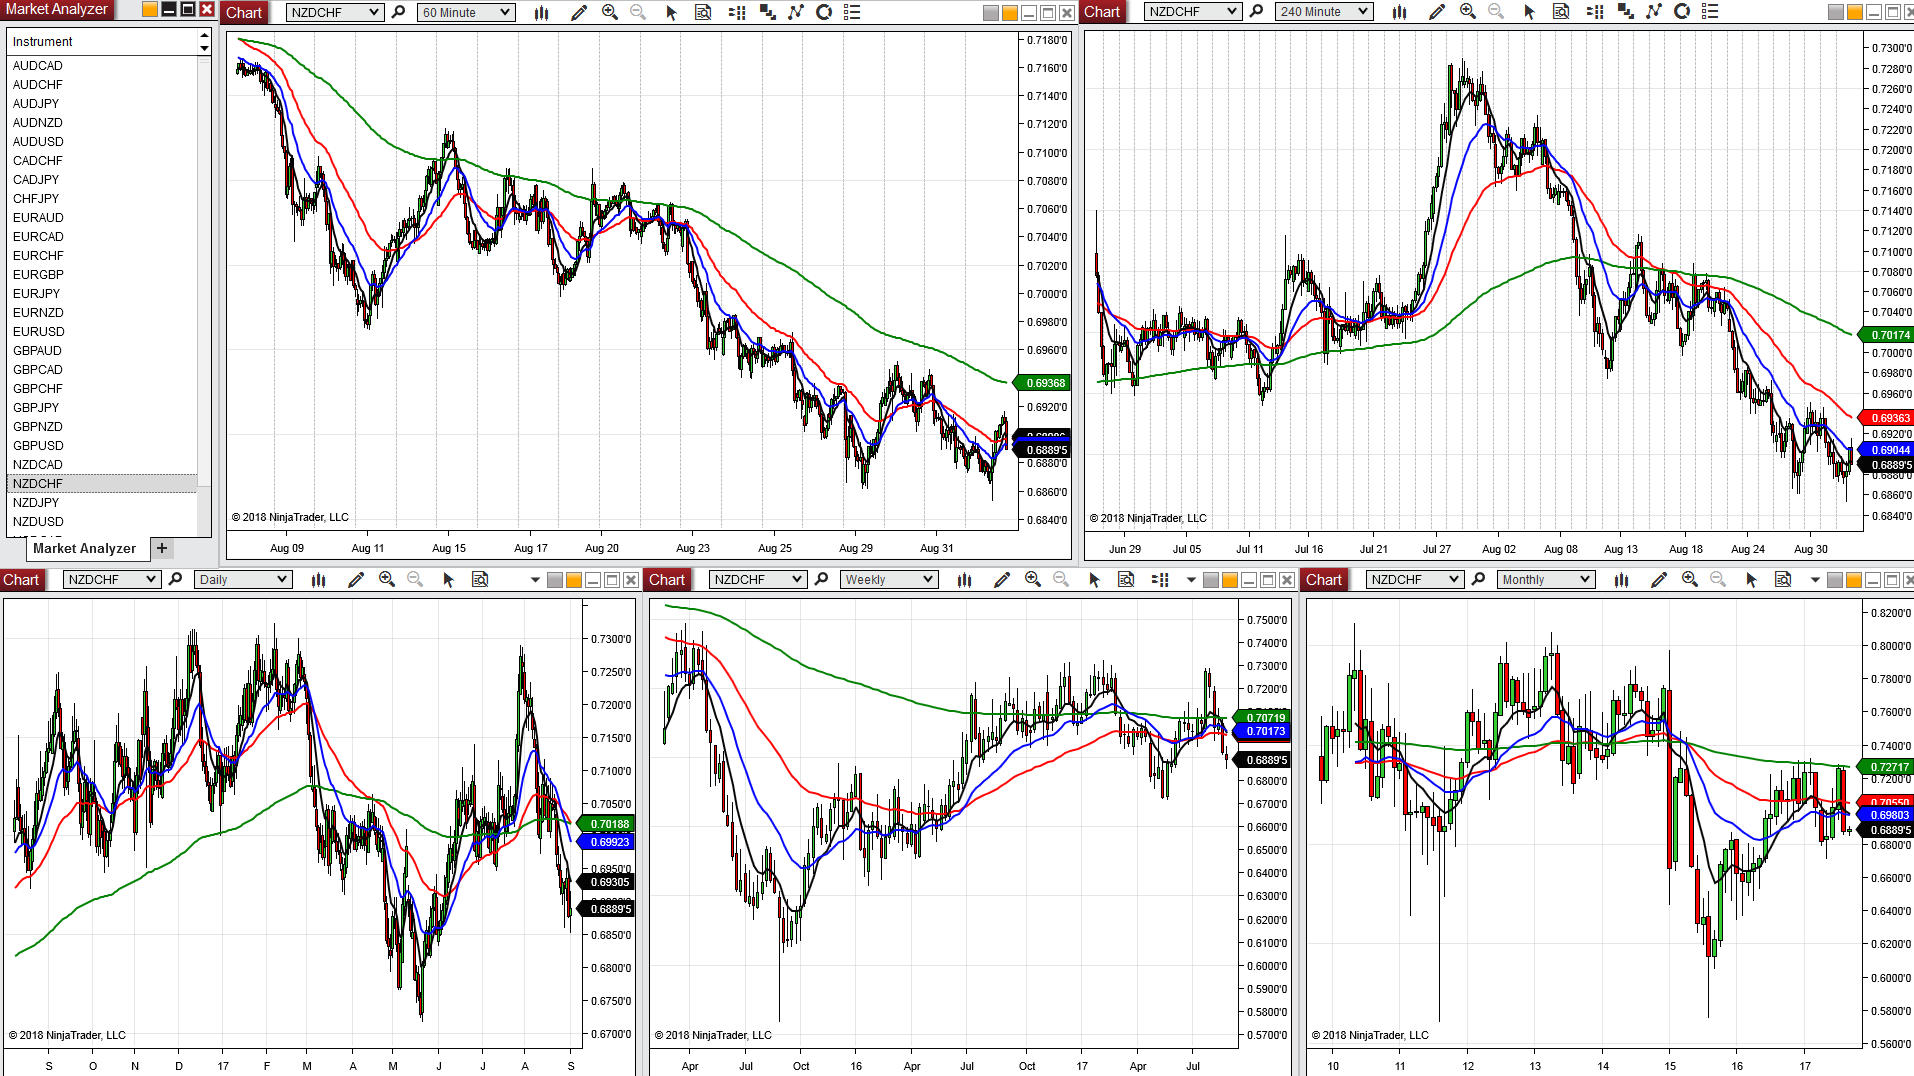 Market Analyzer
Instrument
AUDCAD
AUDCHF
AUDJPY
AUDNZD
AUDUSD
CADCHF
CADJPY
CHFJPY
EURAUD
EURCAD
EURCHF
EURGBP
EURJPY
EURNZD
EURUSD
GBPAUD
GBPCAD
GBPCHF
GBPJPY
GBPNZD
GBPUSD
NZDCAD
NZDCHF
NZDJPY
NZDUSD
Market Analyzer +
Chart NZDCHF 60 Minute
0.7180'0
0.7160'0
0.7140'0
0.7120'0
0.7100'0
0.7080'0
0.7060'0
0.7040'0
0.7020'0
0.7000'0
0.6980'0
0.6960'0
0.69368
0.6920'0
0.6889'5
0.6880'0
0.6860'0
0.6840'0
© 2018 NinjaTrader, LLC
Aug 09 Aug 11 Aug 15 Aug 17 Aug 20 Aug 23 Aug 25 Aug 29 Aug 31
Chart NZDCHF 240 Minute
0.7300'0
0.7280'0
0.7260'0
0.7240'0
0.7220'0
0.7200'0
0.7180'0
0.7160'0
0.7140'0
0.7120'0
0.7100'0
0.7080'0
0.7060'0
0.7040'0
0.70174
0.7000'0
0.6980'0
0.6960'0
0.69363
0.6920'0
0.69044
0.6889'5
0.6880'0
0.6860'0
0.6840'0
© 2018 NinjaTrader, LLC
Jun 29 Jul 05 Jul 11 Jul 16 Jul 21 Jul 27 Aug 02 Aug 08 Aug 13 Aug 18 Aug 24 Aug 30
Chart NZDCHF Daily
0.7300'0
0.7250'0
0.7200'0
0.7150'0
0.7100'0
0.7050'0
0.70188
0.69923
0.6950'0
0.69305
0.6889'5
0.6850'0
0.6800'0
0.6750'0
0.6700'0
© 2018 NinjaTrader, LLC
S O N D 17 F M A M J J A S
Chart NZDCHF Weekly
0.7500'0
0.7400'0
0.7300'0
0.7200'0
0.70719
0.70173
0.6889'5
0.6800'0
0.6700'0
0.6600'0
0.6500'0
0.6400'0
0.6300'0
0.6200'0
0.6100'0
0.6000'0
0.5900'0
0.5800'0
0.5700'0
© 2018 NinjaTrader, LLC
Apr Jul Oct 16 Apr Jul Oct 17 Apr Jul
Chart NZDCHF Monthly
0.8200'0
0.8000'0
0.7800'0
0.7600'0
0.7400'0
0.72717
0.7200'0
0.70550
0.69803
0.6889'5
0.6800'0
0.6600'0
0.6400'0
0.6200'0
0.6000'0
0.5800'0
0.5600'0
© 2018 NinjaTrader, LLC
10 11 12 13 14 15 16 17